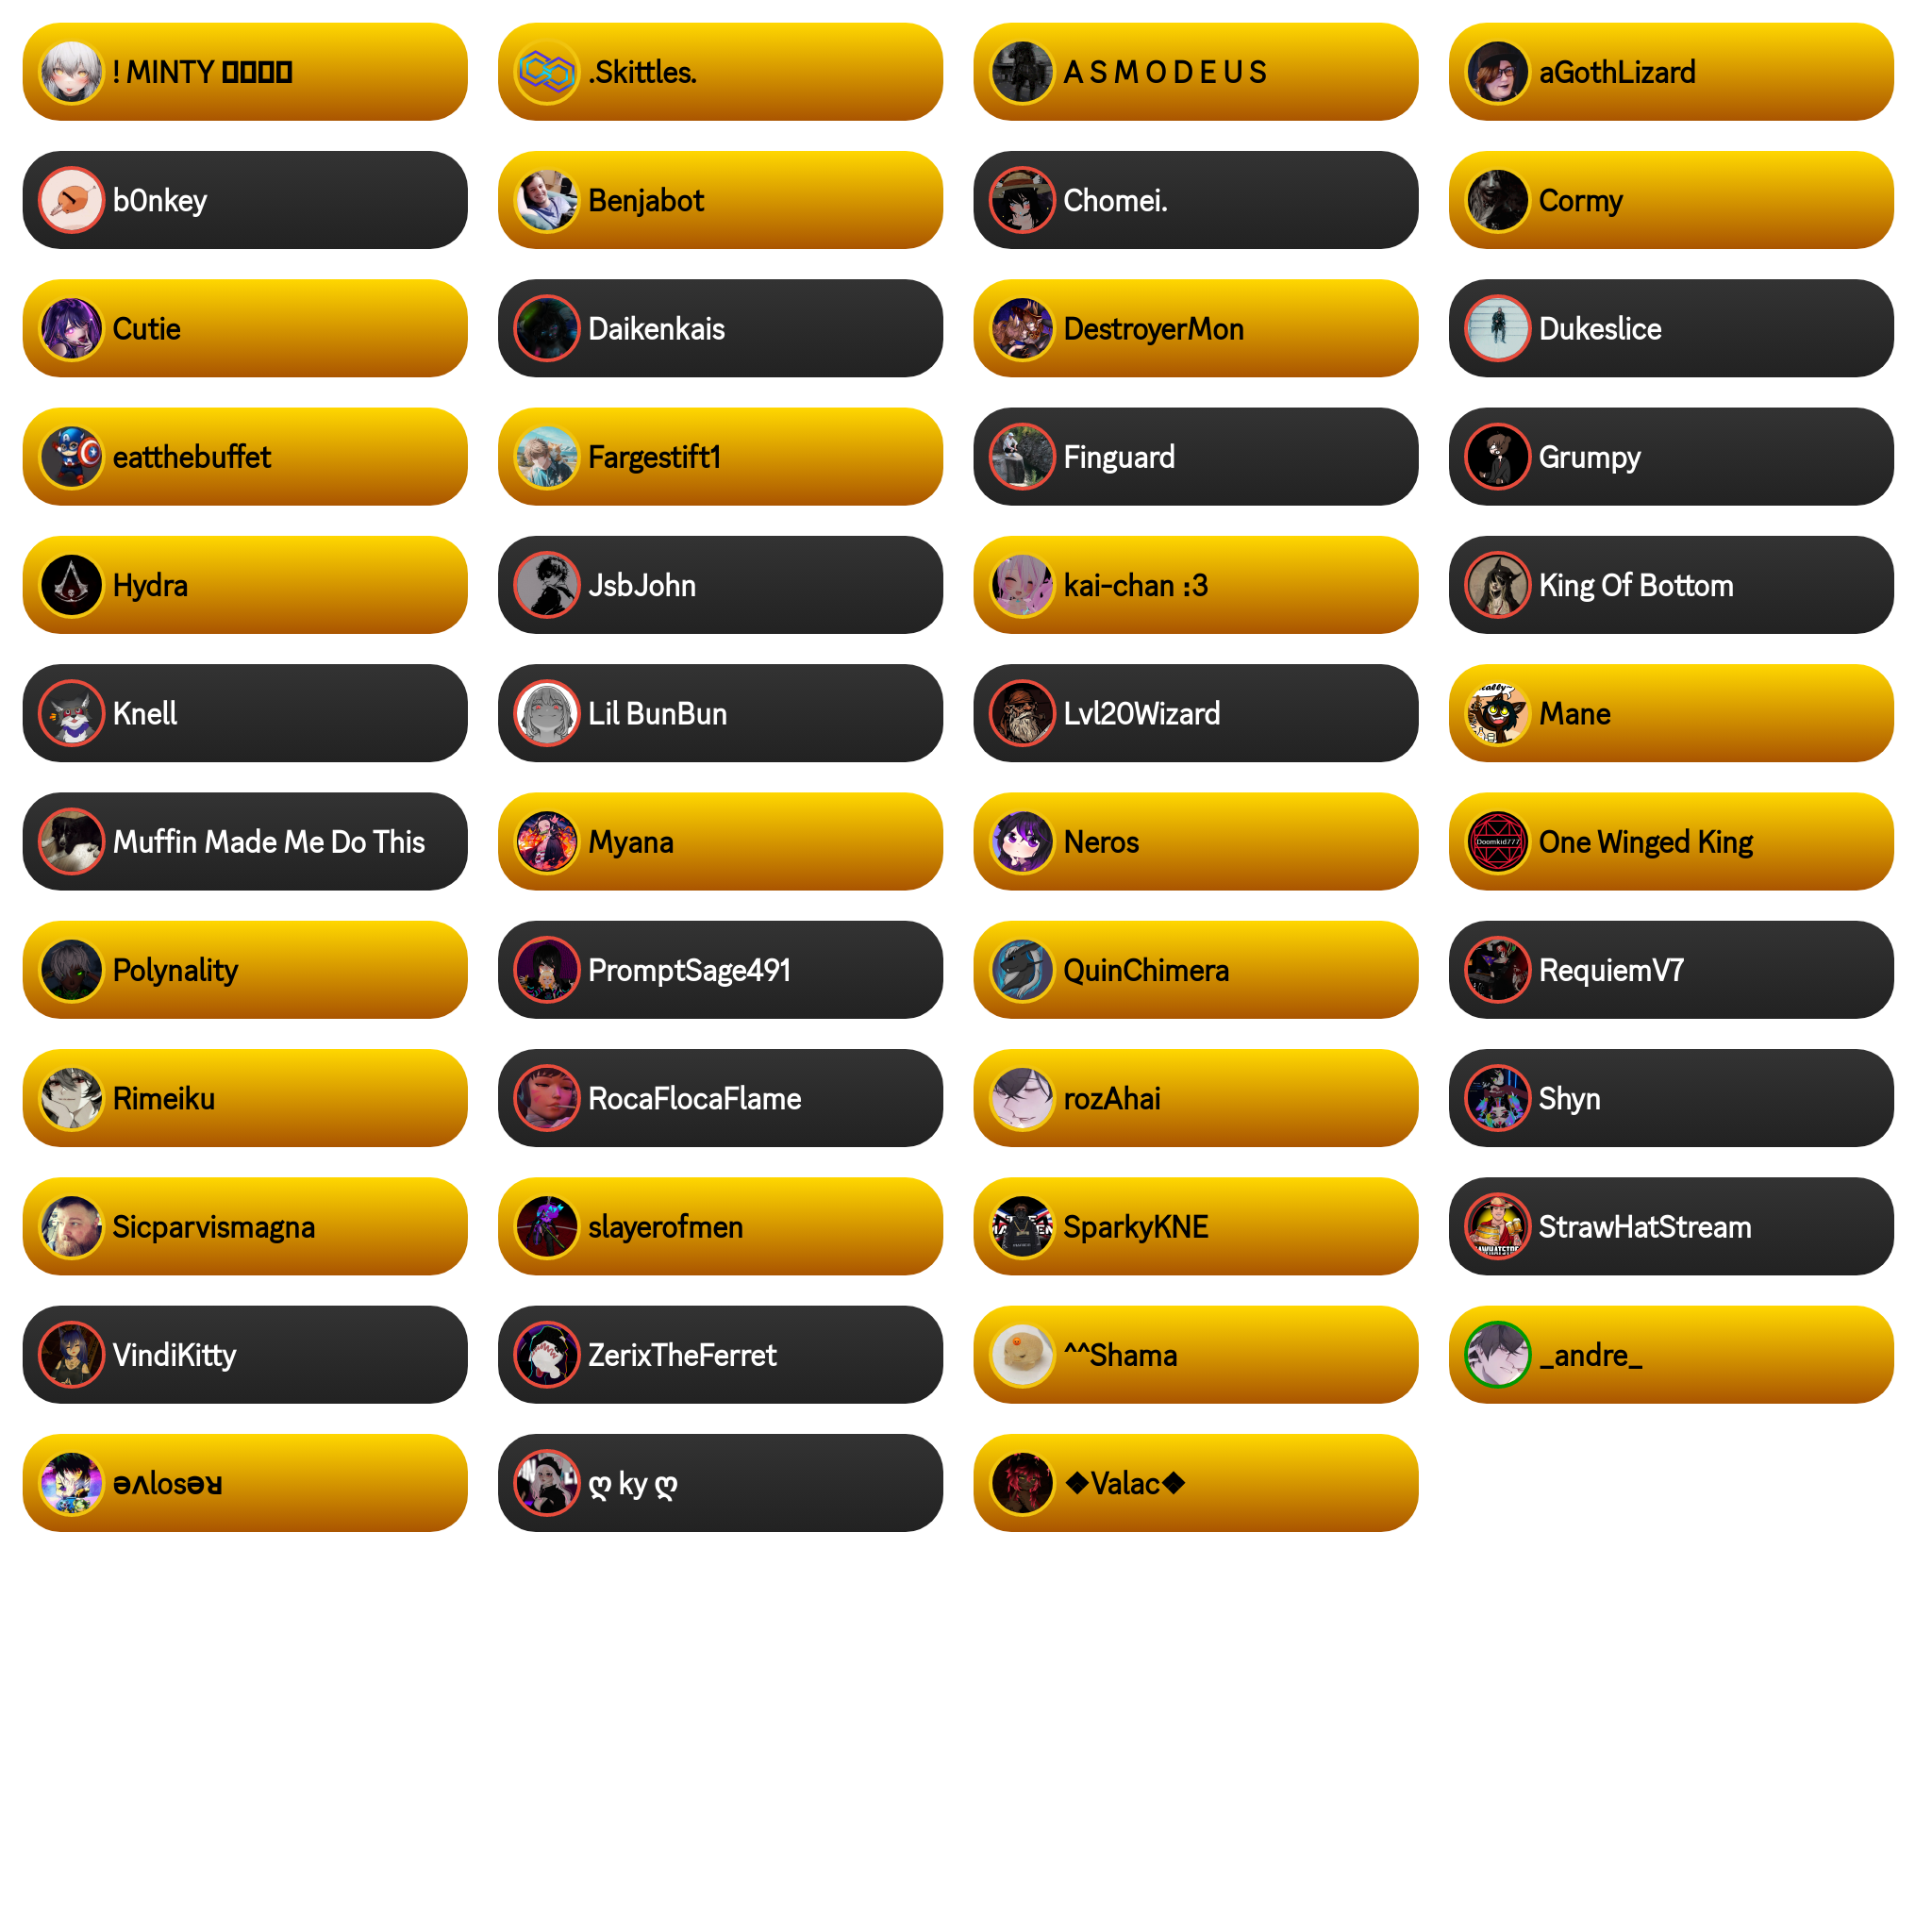 ! MINTY
.Skittles.
A S M O D E U S
aGothLizard
b0nkey
Benjabot
Chomei.
Cormy
Cutie
Daikenkais
DestroyerMon
Dukeslice
eatthebuffet
Fargestift1
Finguard
Grumpy
Hydra
JsbJohn
kai-chan :3
King Of Bottom
Knell
Lil BunBun
Lvl20Wizard
Mane
Muffin Made Me Do This
Myana
Neros
Doomkid777
One Winged King
Polynality
PromptSage491
QuinChimera
RequiemV7
Rimeiku
RocaFlocaFlame
rozAhai
Shyn
Sicparvismagna
slayerofmen
SparkyKNE
StrawHatStream
VindiKitty
ZerixTheFerret
^^Shama
_andre_
ǝʌlosǝᴚ
ღ ky ღ
❖Valac❖